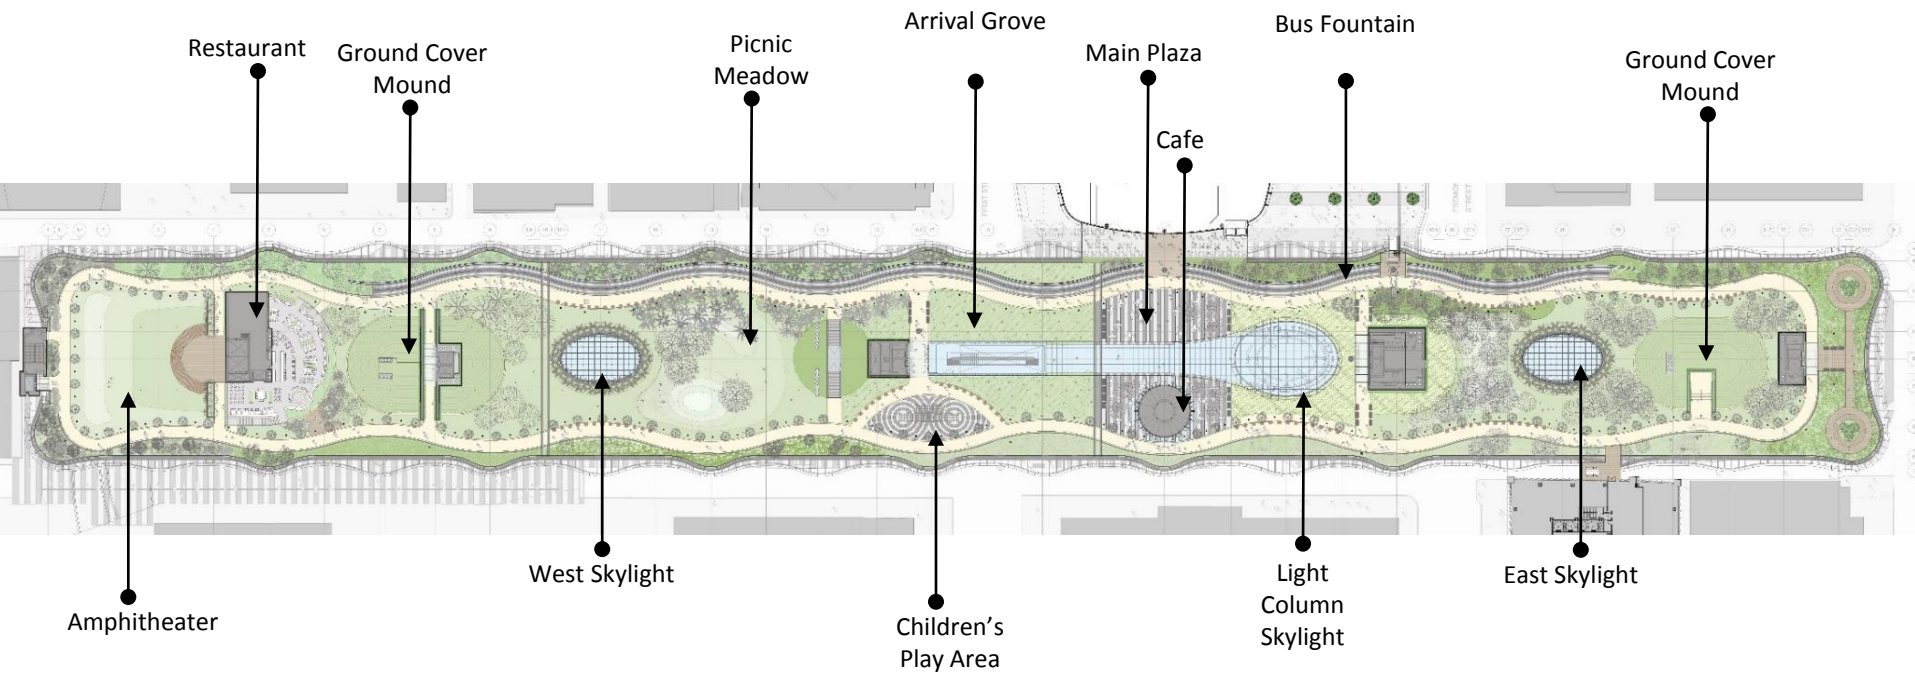 Arrival Grove
Bus Fountain
Restaurant
Ground Cover
Mound
Picnic
Meadow
Main Plaza
Ground Cover
Mound
Cafe
West Skylight
Light
Column
Skylight
East Skylight
Amphitheater
Children’s
Play Area